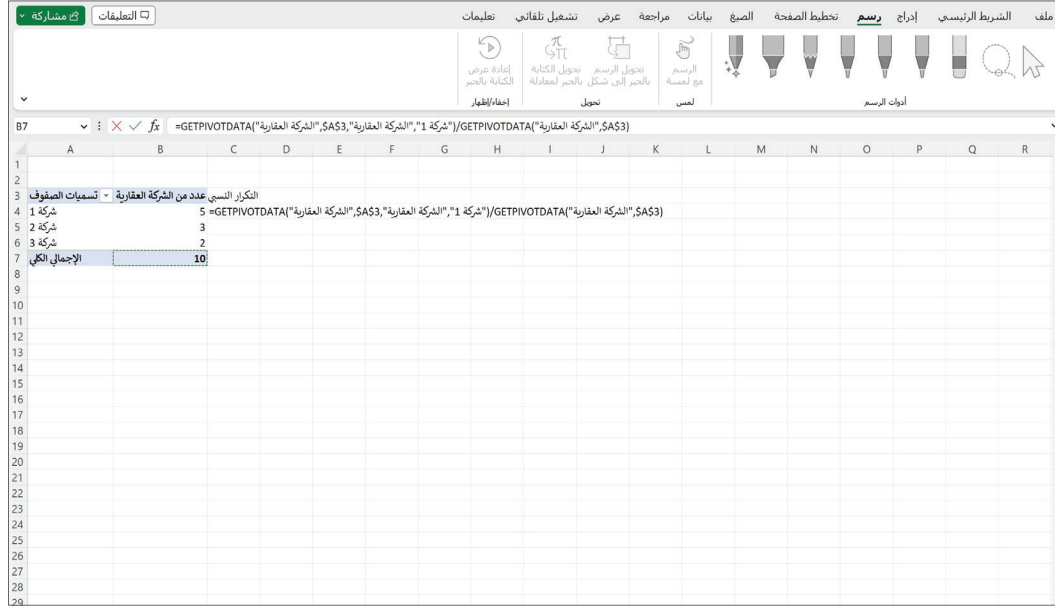 ملف الشريط الرئيسي إدراج رسم تخطيط الصفحة الصيغ بيانات مراجعة عرض تشغيل تلقائي تعليمات التعليقات مشاركة
الرسم مع لمسة
تحويل الرسم بالحبر إلى شكل
تحويل الكتابة بالحبر لمعادلة
إعادة عرض الكتابة بالحبر
أدوات الرسم لمس تحويل إخفاء/إظهار
B7 fx =GETPIVOTDATA("الشركة العقارية",$A$3,"الشركة العقارية","شركة 1")/GETPIVOTDATA("الشركة العقارية",$A$3)
A B C D E F G H I J K L M N O P Q R
1
2
3 تسميات الصفوف عدد من الشركة العقارية التكرار النسبي
4 شركة 1 5 =GETPIVOTDATA("الشركة العقارية",$A$3,"الشركة العقارية","شركة 1")/GETPIVOTDATA("الشركة العقارية",$A$3)
5 شركة 2 3
6 شركة 3 2
7 الإجمالي الكلي 10
8
9
10
11
12
13
14
15
16
17
18
19
20
21
22
23
24
25
26
27
28
29